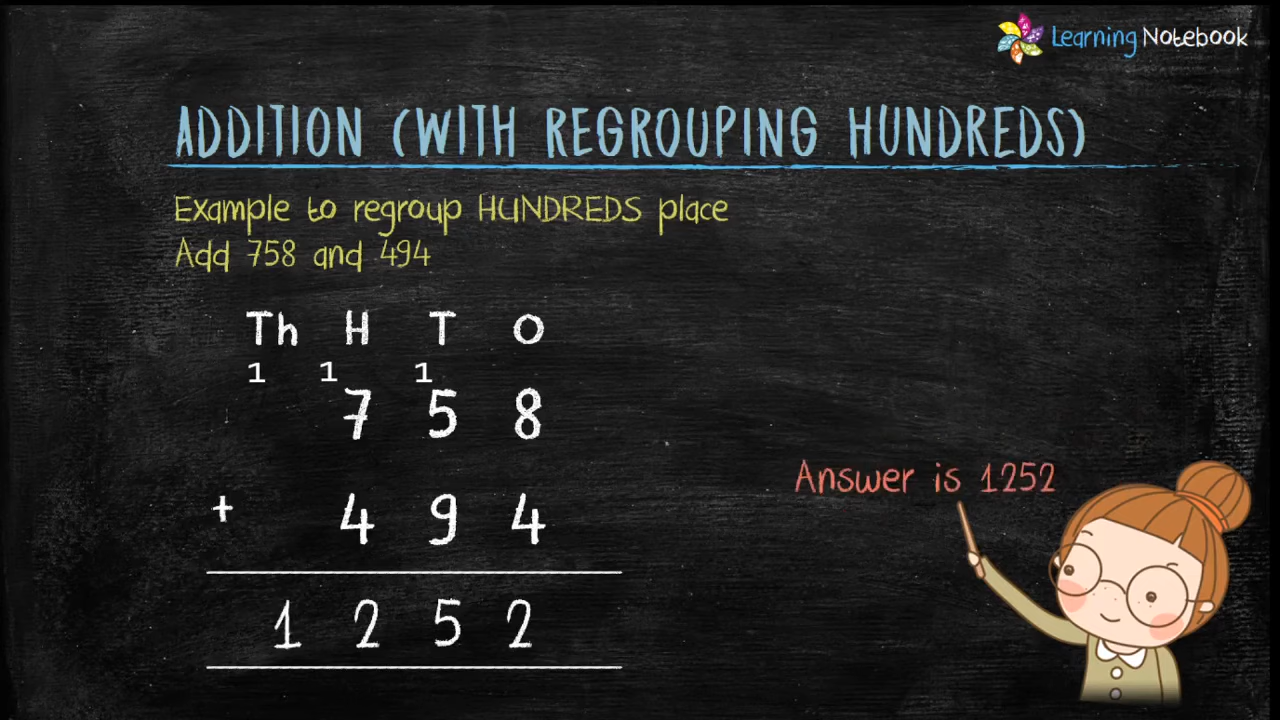 Learning Notebook
ADDITION (WITH REGROUPING HUNDREDS)
Example to regroup HUNDREDS place
Add 758 and 494
Th H T O
1 1 1
7 5 8
+ 4 9 4
1 2 5 2
Answer is 1252